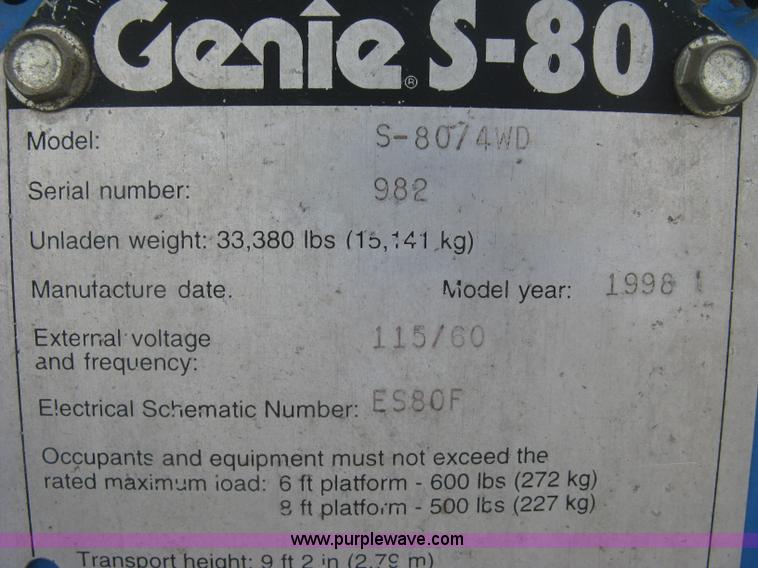 Genie® S-80
Model: S-80/4WD
Serial number: 982
Unladen weight: 33,380 lbs (15,141 kg)
Manufacture date. Model year: 1998
External voltage 115/60
and frequency:
Electrical Schematic Number: ES80F
Occupants and equipment must not exceed the
rated maximum load: 6 ft platform - 600 lbs (272 kg)
8 ft platform - 500 lbs (227 kg)
www.purplewave.com
Transport height: 9 ft 2 in (2.79 m)